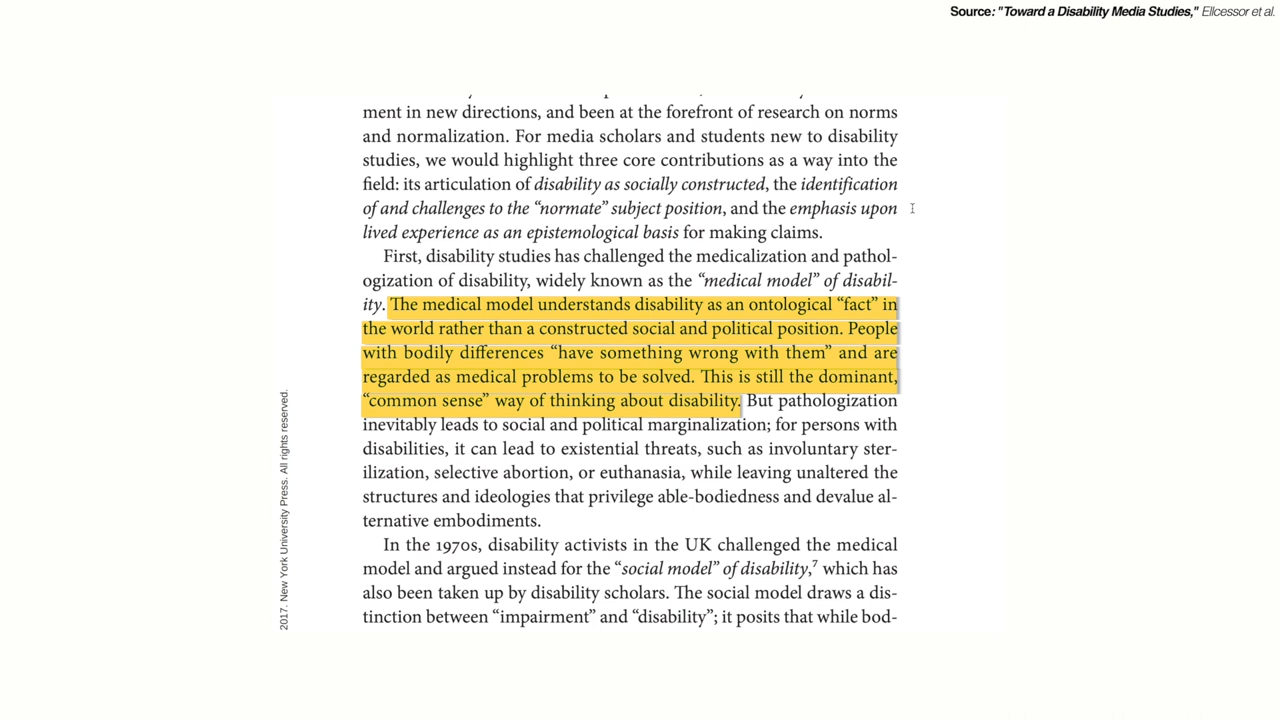 Source: "Toward a Disability Media Studies," Ellcessor et al.
ment in new directions, and been at the forefront of research on norms
and normalization. For media scholars and students new to disability
studies, we would highlight three core contributions as a way into the
field: its articulation of disability as socially constructed, the identification
of and challenges to the “normate” subject position, and the emphasis upon
lived experience as an epistemological basis for making claims.
First, disability studies has challenged the medicalization and pathol-
ogization of disability, widely known as the “medical model” of disabil-
ity. The medical model understands disability as an ontological “fact” in
the world rather than a constructed social and political position. People
with bodily differences “have something wrong with them” and are
regarded as medical problems to be solved. This is still the dominant,
“common sense” way of thinking about disability. But pathologization
inevitably leads to social and political marginalization; for persons with
disabilities, it can lead to existential threats, such as involuntary ster-
ilization, selective abortion, or euthanasia, while leaving unaltered the
structures and ideologies that privilege able-bodiedness and devalue al-
ternative embodiments.
In the 1970s, disability activists in the UK challenged the medical
model and argued instead for the “social model” of disability,⁷ which has
also been taken up by disability scholars. The social model draws a dis-
tinction between “impairment” and “disability”; it posits that while bod-
2017. New York University Press. All rights reserved.